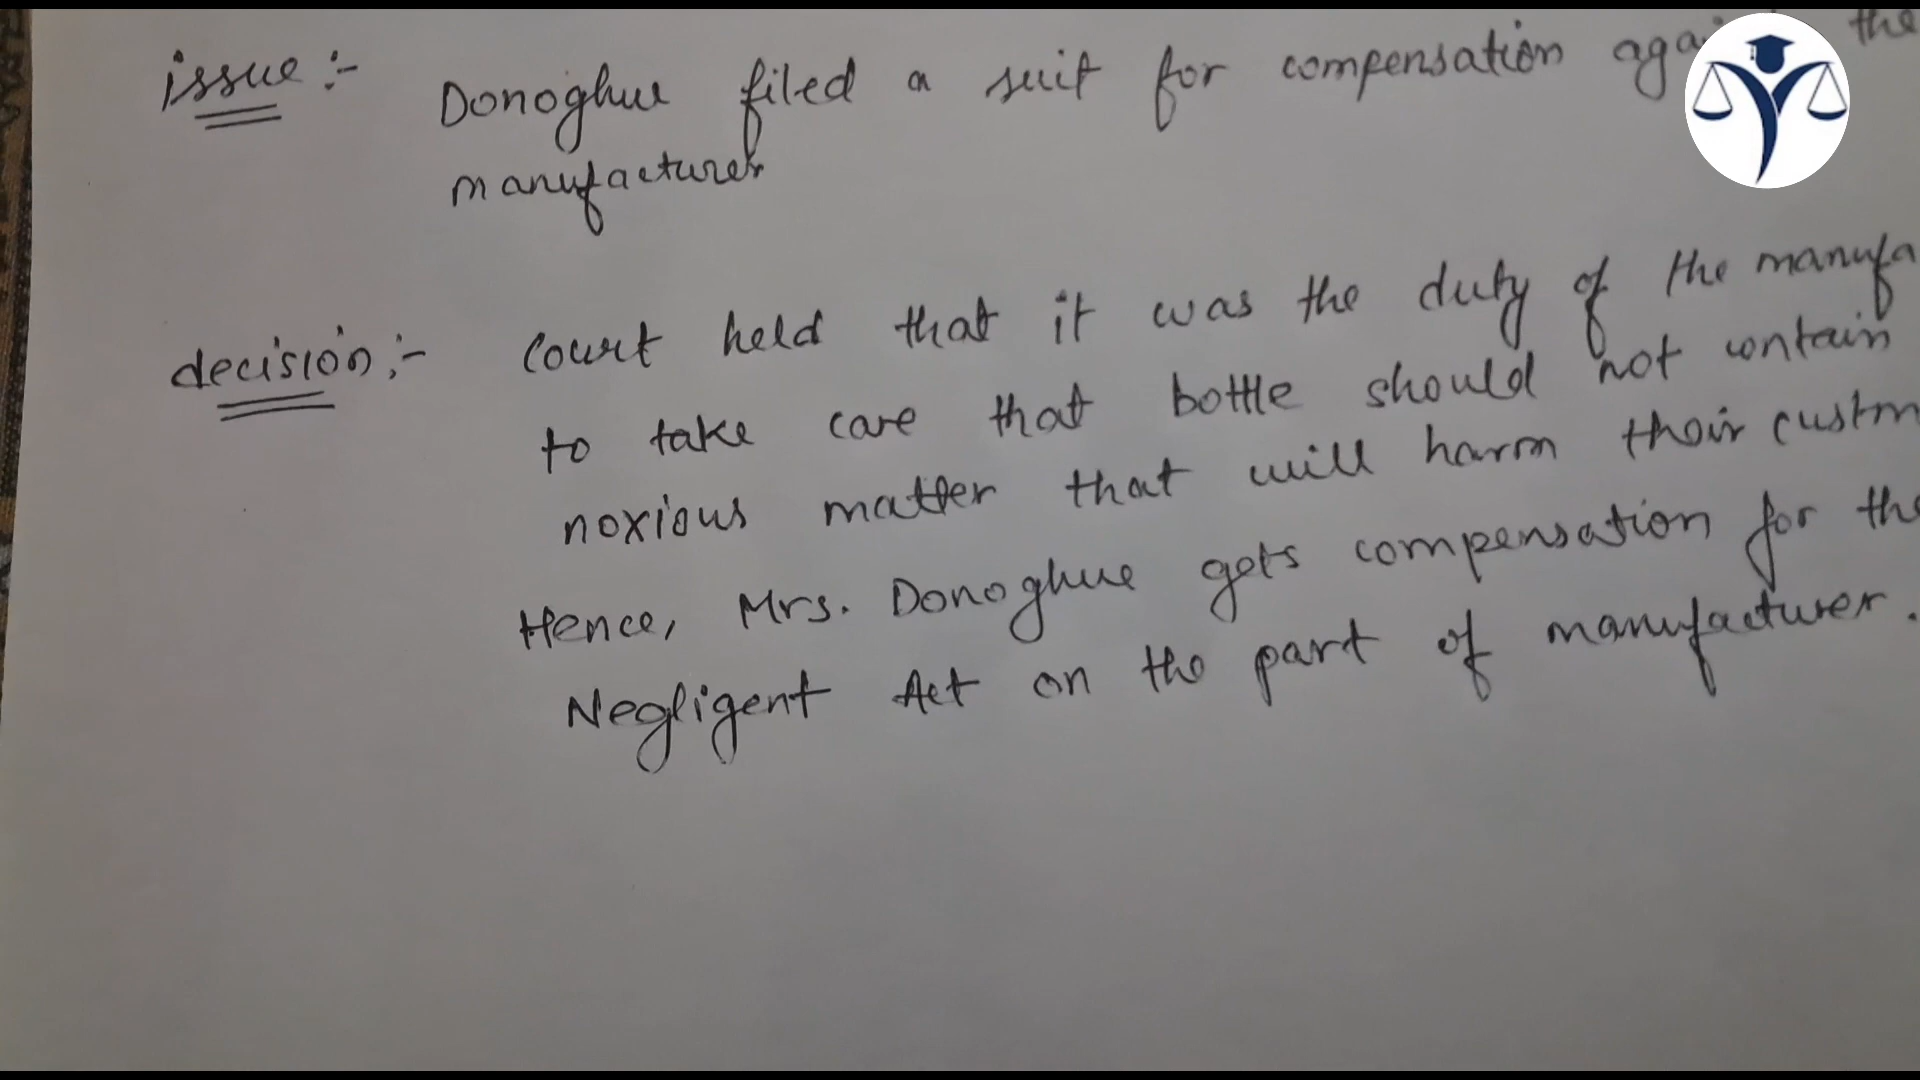 issue :- Donoghue filed a suit for compensation the
manufacturer
decision :- Court held that it was the duty of the manufa
to take care that bottle should not contain
noxious matter that will harm their custm
Hence, Mrs. Donoghue gets compensation for the
Negligent Act on the part of manufacturer.